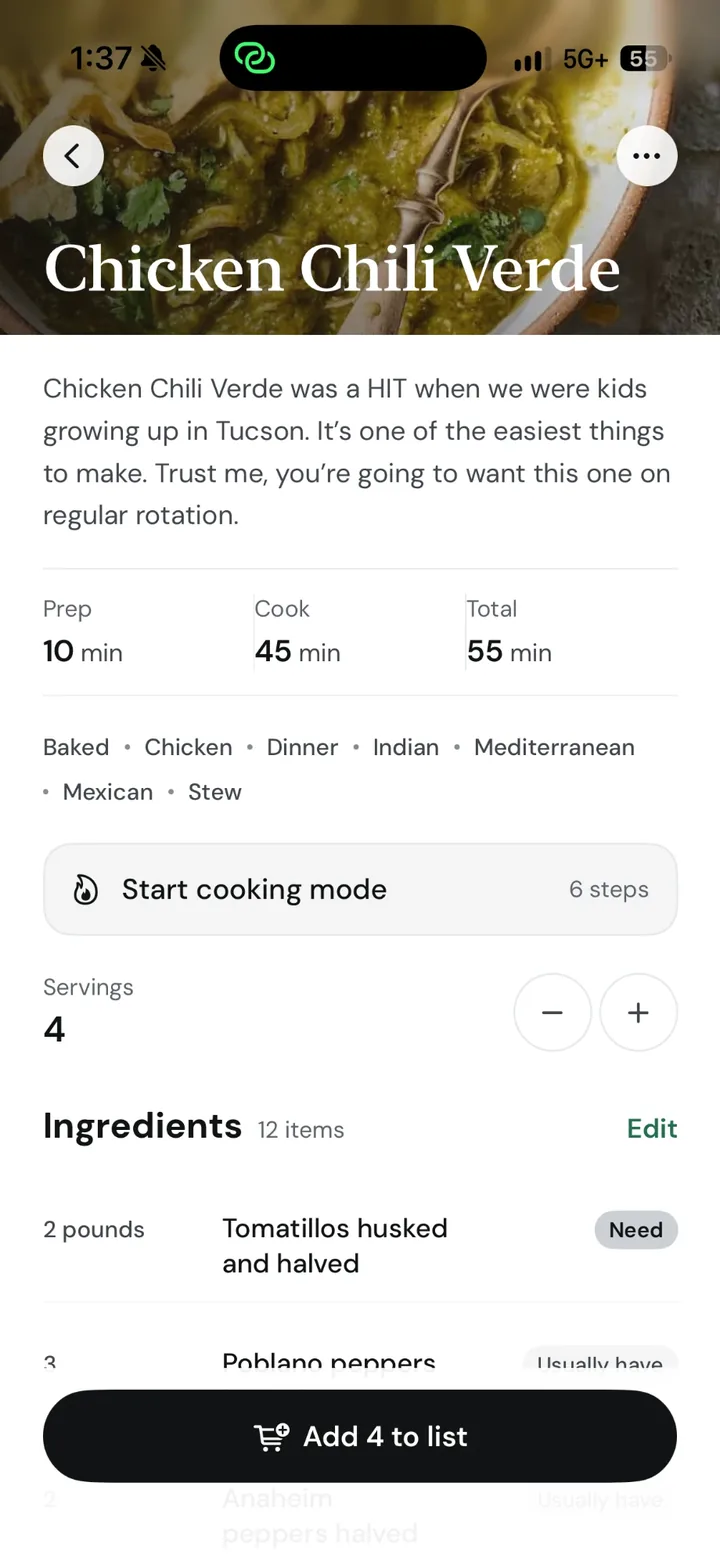 1:37 5G+ 55
Chicken Chili Verde
Chicken Chili Verde was a HIT when we were kids
growing up in Tucson. It’s one of the easiest things
to make. Trust me, you’re going to want this one on
regular rotation.
Prep Cook Total
10 min 45 min 55 min
Baked • Chicken • Dinner • Indian • Mediterranean
• Mexican • Stew
Start cooking mode 6 steps
Servings
4
Ingredients 12 items Edit
2 pounds Tomatillos husked Need
and halved
3 Poblano peppers Usually have
Add 4 to list
2 Anaheim Usually have
peppers halved